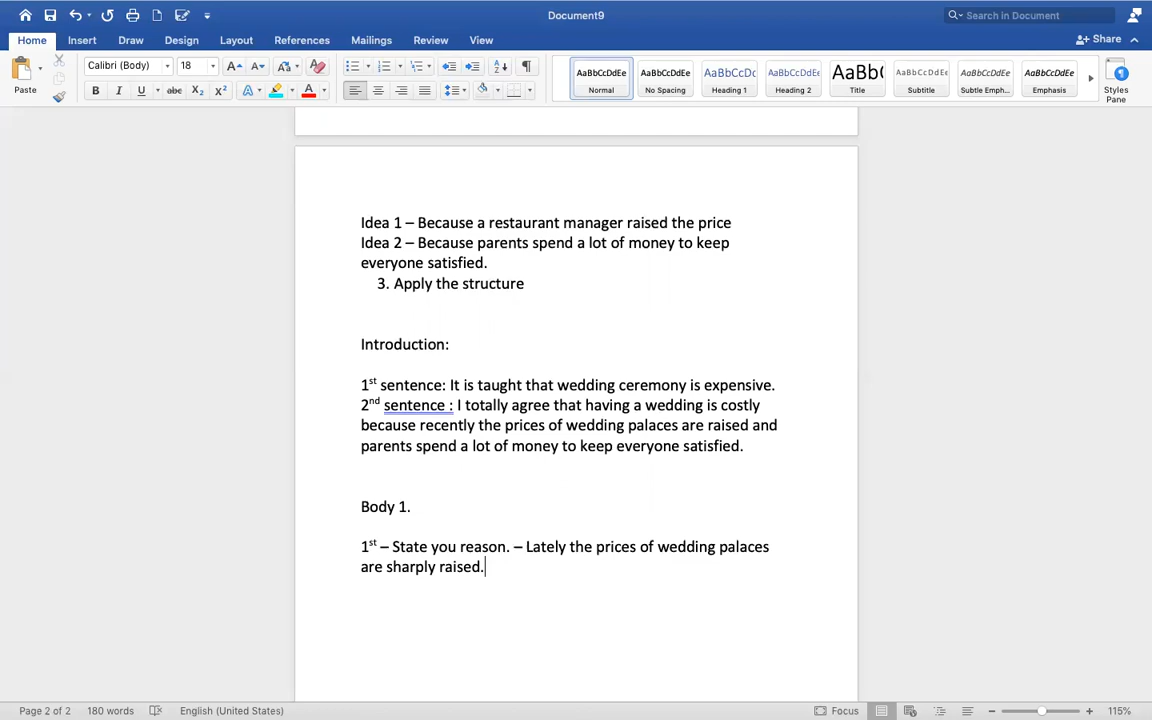 Document9
Search in Document
Home Insert Draw Design Layout References Mailings Review View
Share
Paste
Calibri (Body) 18
AaBbCcDdEe AaBbCcDdEe AaBbCcDc AaBbCcDdEe AaBb( AaBbCcDdEe AaBbCcDdEe AaBbCcDdEe
Normal No Spacing Heading 1 Heading 2 Title Subtitle Subtle Emph... Emphasis
Styles
Pane
Idea 1 – Because a restaurant manager raised the price
Idea 2 – Because parents spend a lot of money to keep
everyone satisfied.
3. Apply the structure
Introduction:
1st sentence: It is taught that wedding ceremony is expensive.
2nd sentence : I totally agree that having a wedding is costly
because recently the prices of wedding palaces are raised and
parents spend a lot of money to keep everyone satisfied.
Body 1.
1st – State you reason. – Lately the prices of wedding palaces
are sharply raised.
Page 2 of 2 180 words English (United States) Focus 115%